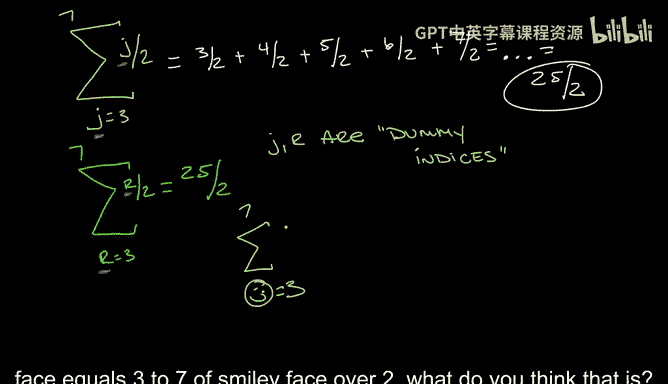 GPT中英字幕课程资源 bilibili
7
∑ j/2 = 3/2 + 4/2 + 5/2 + 6/2 + 7/2 = ... = 25/2
j=3
j, R ARE "DUMMY
INDICES"
7
∑ R/2 = 25/2
R=3
7
∑
=3
face equals 3 to 7 of smiley face over 2, what do you think that is?